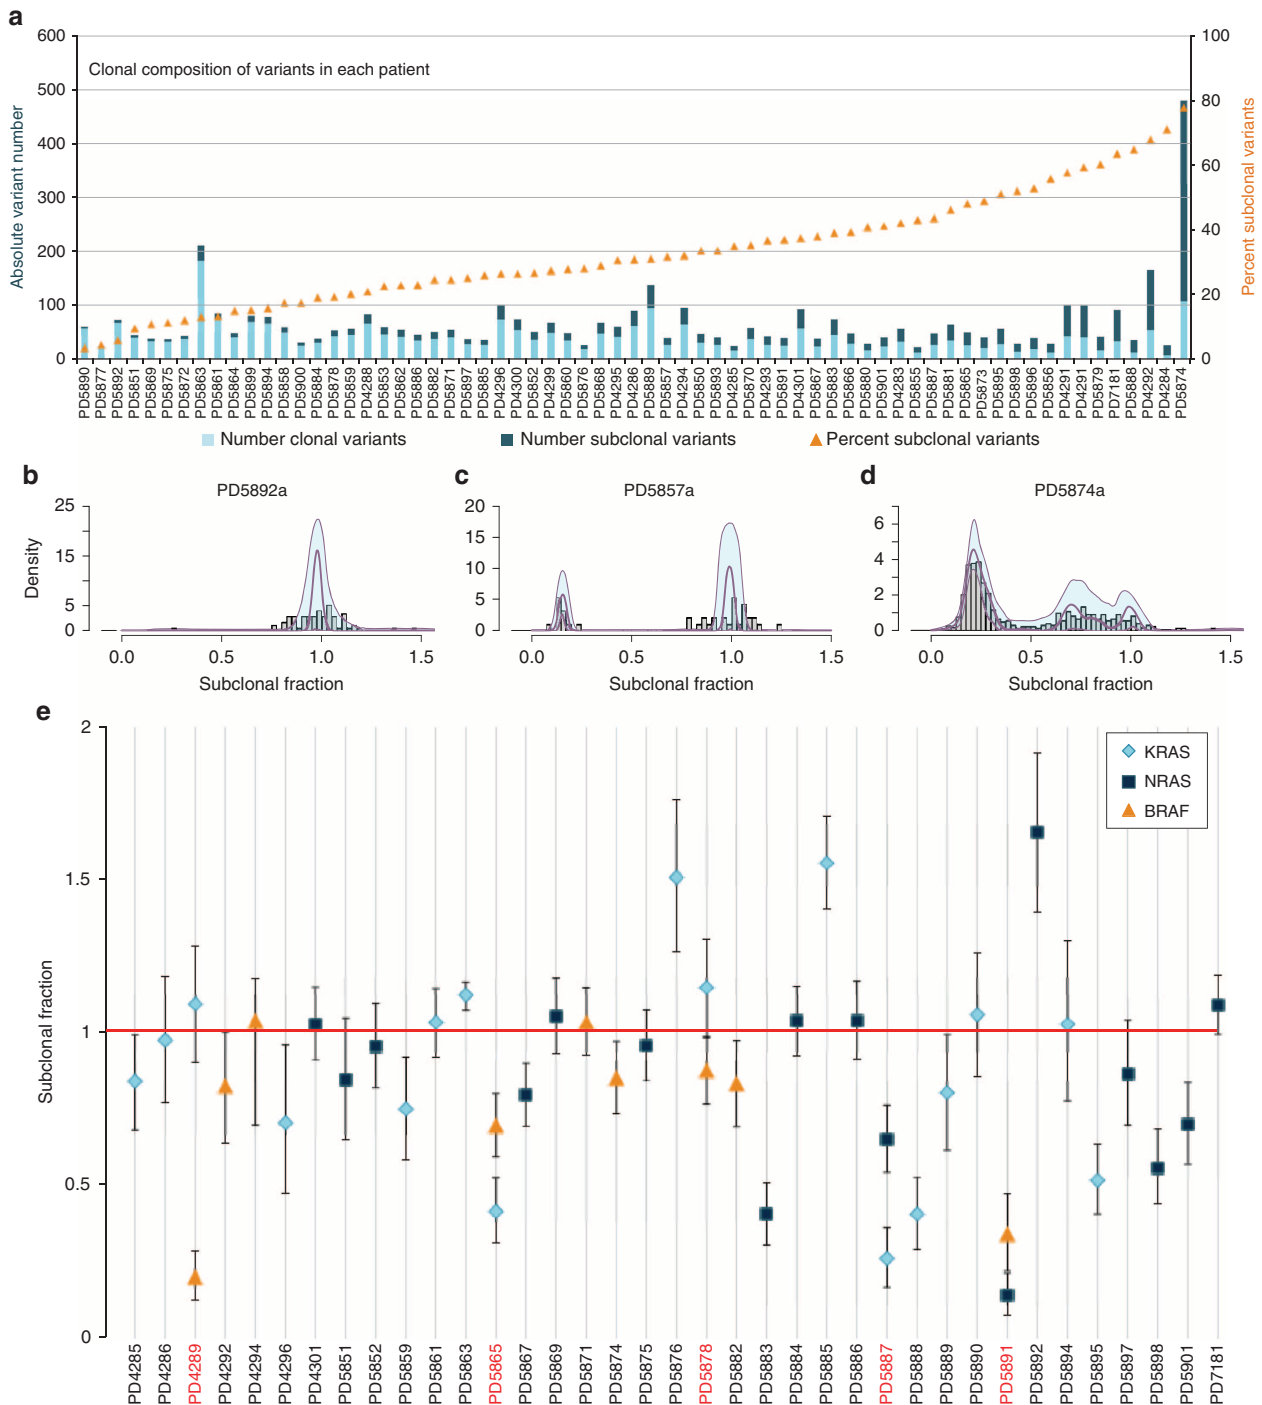 a
600
500
400
300
200
100
0
100
80
60
40
20
0
Absolute variant number
Clonal composition of variants in each patient
Percent subclonal variants
PD5890 PD5877 PD5892 PD5851 PD5869 PD5875 PD5872 PD5863 PD5861 PD5864 PD5899 PD5894 PD5858 PD5900 PD5884 PD5878 PD5859 PD4288 PD5853 PD5862 PD5886 PD5882 PD5871 PD5897 PD5885 PD4296 PD4300 PD5852 PD4299 PD5860 PD5876 PD5868 PD4295 PD4286 PD5889 PD5857 PD4294 PD5850 PD5893 PD4285 PD5870 PD4293 PD5891 PD4301 PD5867 PD5883 PD5866 PD5880 PD5901 PD4283 PD5855 PD5887 PD5881 PD5865 PD5873 PD5895 PD5898 PD5896 PD5856 PD4291 PD4291 PD5879 PD7181 PD5888 PD4292 PD4284 PD5874
Number clonal variants
Number subclonal variants
Percent subclonal variants
b
PD5892a
Density
25
15
5
0
0.0 0.5 1.0 1.5
Subclonal fraction
c
PD5857a
20
15
10
5
0
0.0 0.5 1.0 1.5
Subclonal fraction
d
PD5874a
6
4
2
0
0.0 0.5 1.0 1.5
Subclonal fraction
e
2
1.5
1
0.5
0
Subclonal fraction
KRAS
NRAS
BRAF
PD4285 PD4286 PD4289 PD4292 PD4294 PD4296 PD4301 PD5851 PD5852 PD5859 PD5861 PD5863 PD5865 PD5867 PD5869 PD5871 PD5874 PD5875 PD5876 PD5878 PD5882 PD5883 PD5884 PD5885 PD5886 PD5887 PD5888 PD5889 PD5890 PD5891 PD5892 PD5894 PD5895 PD5897 PD5898 PD5901 PD7181